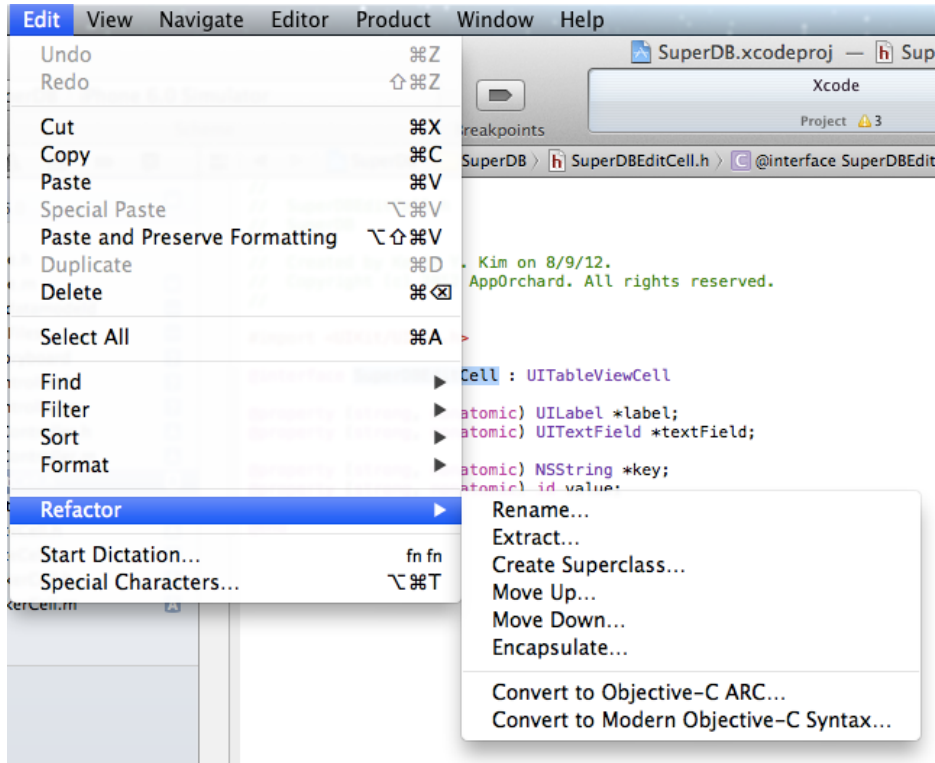 Edit View Navigate Editor Product Window Help
SuperDB.xcodeproj — h Sup
Xcode
Project 3
Breakpoints
SuperDB h SuperDBEditCell.h C @interface SuperDBEdit
Undo ⌘Z
Redo ⇧⌘Z
Cut ⌘X
Copy ⌘C
Paste ⌘V
Special Paste ⌥⌘V
Paste and Preserve Formatting ⌥⇧⌘V
Duplicate ⌘D
Delete ⌘⌫
Select All ⌘A
Find ▶
Filter ▶
Sort ▶
Format ▶
Refactor ▶
Start Dictation... fn fn
Special Characters... ⌥⌘T
. Kim on 8/9/12.
AppOrchard. All rights reserved.
>
Cell : UITableViewCell
atomic) UILabel *label;
atomic) UITextField *textField;
atomic) NSString *key;
atomic) id value;
Rename...
Extract...
Create Superclass...
Move Up...
Move Down...
Encapsulate...
Convert to Objective-C ARC...
Convert to Modern Objective-C Syntax...
kerCell.m A